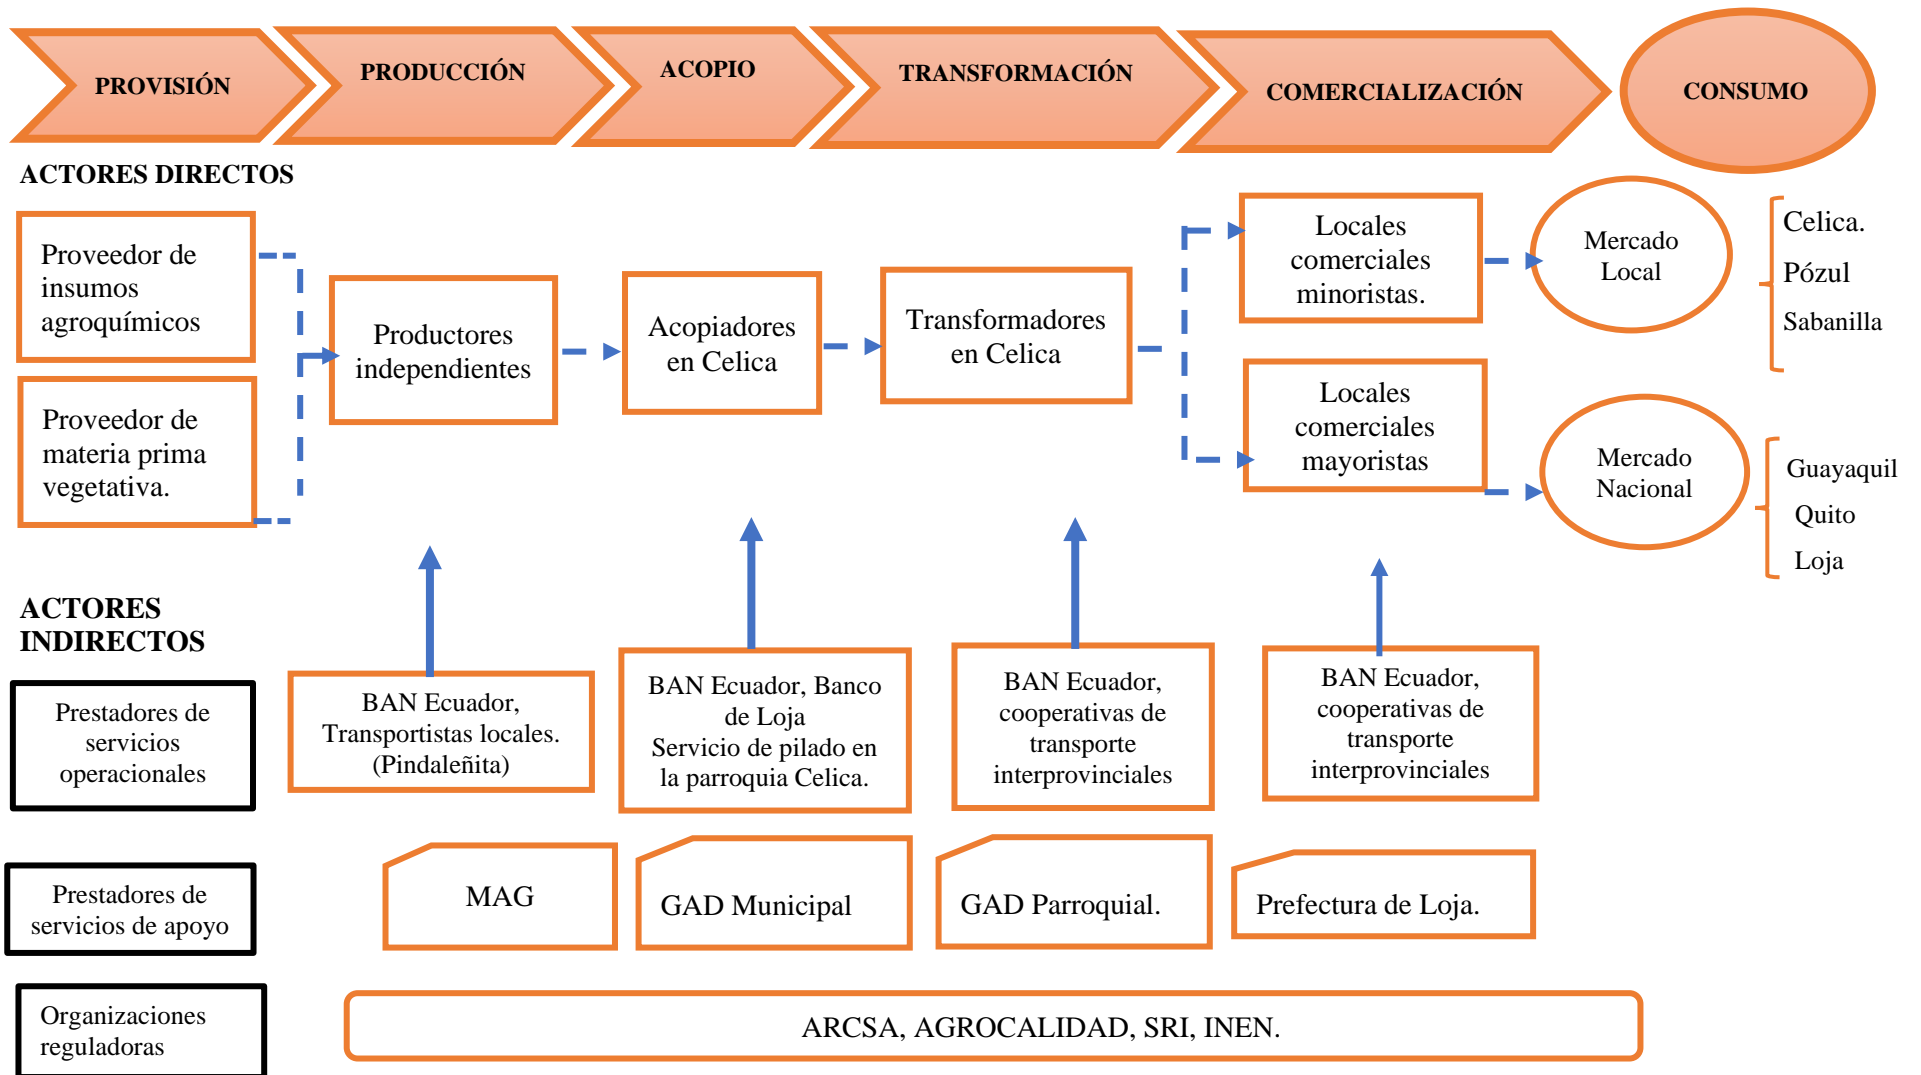 PROVISIÓN
PRODUCCIÓN
ACOPIO
TRANSFORMACIÓN
COMERCIALIZACIÓN
CONSUMO
ACTORES DIRECTOS
Proveedor de
insumos
agroquímicos
Proveedor de
materia prima
vegetativa.
Productores
independientes
Acopiadores
en Celica
Transformadores
en Celica
Locales
comerciales
minoristas.
Locales
comerciales
mayoristas
Mercado
Local
Celica.
Pózul
Sabanilla
Mercado
Nacional
Guayaquil
Quito
Loja
ACTORES
INDIRECTOS
Prestadores de
servicios
operacionales
BAN Ecuador,
Transportistas locales.
(Pindaleñita)
BAN Ecuador, Banco
de Loja
Servicio de pilado en
la parroquia Celica.
BAN Ecuador,
cooperativas de
transporte
interprovinciales
BAN Ecuador,
cooperativas de
transporte
interprovinciales
Prestadores de
servicios de apoyo
MAG
GAD Municipal
GAD Parroquial.
Prefectura de Loja.
Organizaciones
reguladoras
ARCSA, AGROCALIDAD, SRI, INEN.